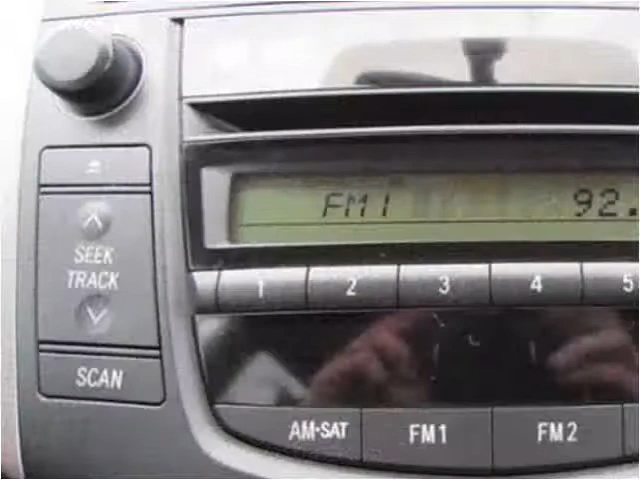 FM1 92.
SEEK
TRACK
1 2 3 4 5
SCAN
AM·SAT FM1 FM2